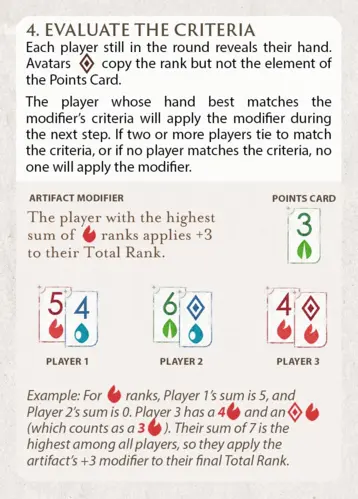 4. EVALUATE THE CRITERIA
Each player still in the round reveals their hand.
Avatars copy the rank but not the element of
the Points Card.
The player whose hand best matches the
modifier's criteria will apply the modifier during
the next step. If two or more players tie to match
the criteria, or if no player matches the criteria, no
one will apply the modifier.
ARTIFACT MODIFIER
The player with the highest
sum of ranks applies +3
to their Total Rank.
POINTS CARD
3
5 4
PLAYER 1
6
PLAYER 2
4
PLAYER 3
Example: For ranks, Player 1's sum is 5, and
Player 2's sum is 0. Player 3 has a 4 and an
(which counts as a 3 ). Their sum of 7 is the
highest among all players, so they apply the
artifact's +3 modifier to their final Total Rank.